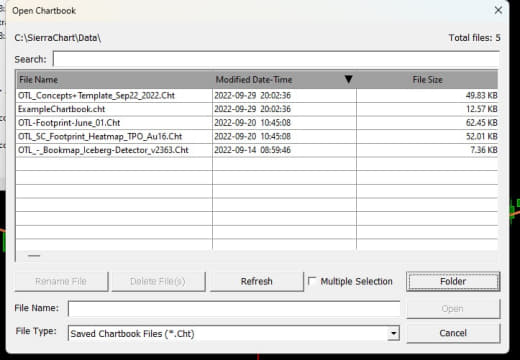 Open Chartbook
C:\SierraChart\Data\ Total files: 5
Search:
File Name Modified Date-Time ▼ File Size
OTL_Concepts+Template_Sep22_2022.Cht 2022-09-29 20:02:36 49.83 KB
ExampleChartbook.cht 2022-09-29 20:02:36 12.57 KB
OTL-Footprint-June_01.Cht 2022-09-20 10:45:08 62.45 KB
OTL_SC_Footprint_Heatmap_TPO_Au16.Cht 2022-09-20 10:45:08 52.01 KB
OTL_-_Bookmap_Iceberg-Detector_v2363.Cht 2022-09-14 08:59:46 7.36 KB
Rename File Delete File(s) Refresh Multiple Selection Folder
File Name: Open
File Type: Saved Chartbook Files (*.Cht) Cancel